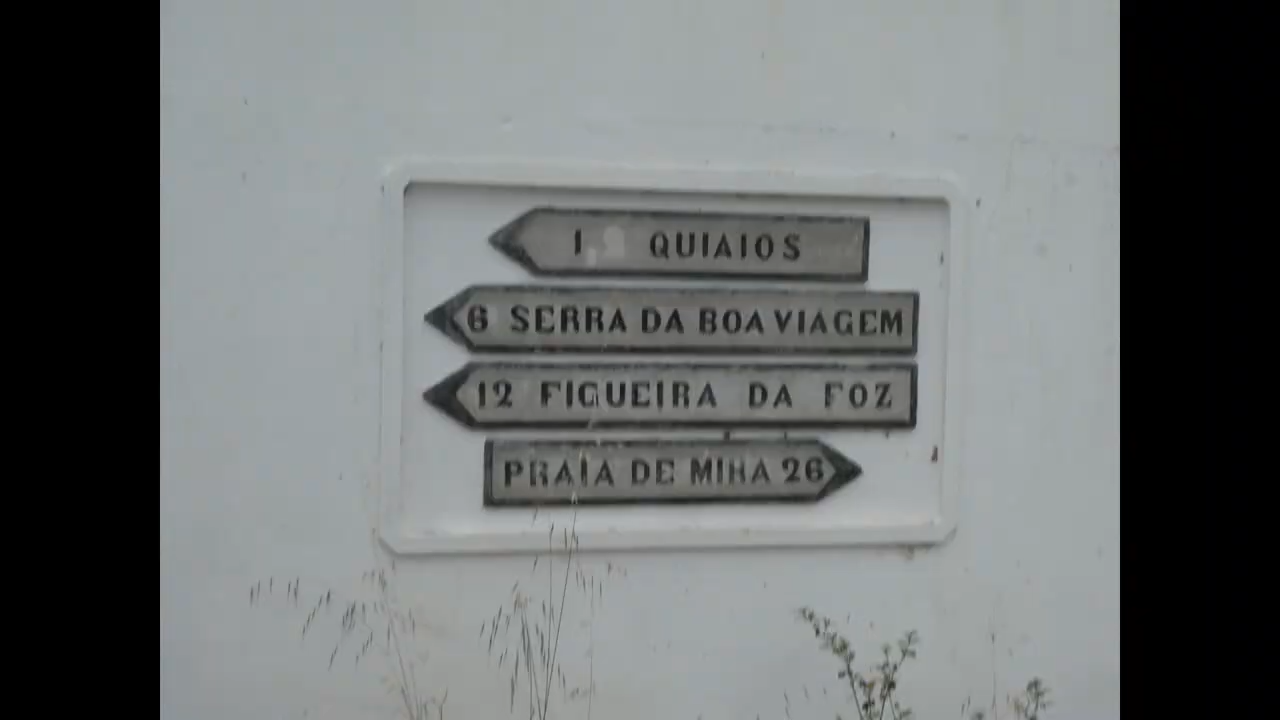 1 QUIAIOS
6 SERRA DA BOA VIAGEM
12 FIGUEIRA DA FOZ
PRAIA DE MIRA 26